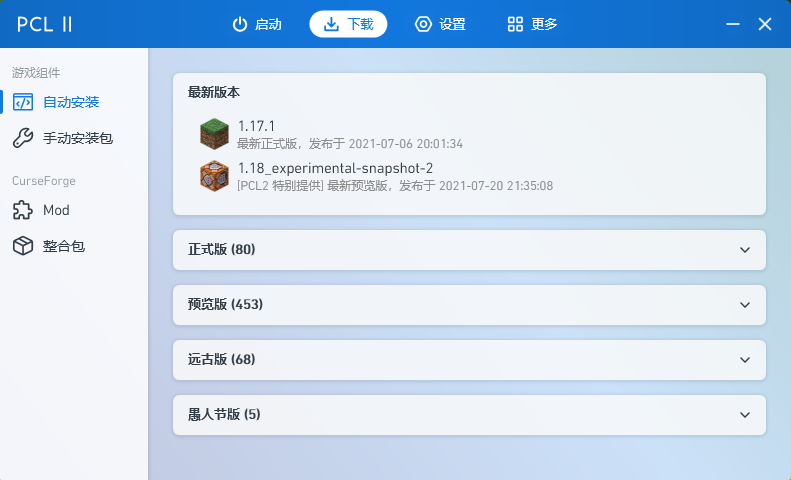 PCL II
启动
下载
设置
更多
游戏组件
自动安装
手动安装包
CurseForge
Mod
整合包
最新版本
1.17.1
最新正式版，发布于 2021-07-06 20:01:34
1.18_experimental-snapshot-2
[PCL2 特别提供] 最新预览版，发布于 2021-07-20 21:35:08
正式版 (80)
预览版 (453)
远古版 (68)
愚人节版 (5)